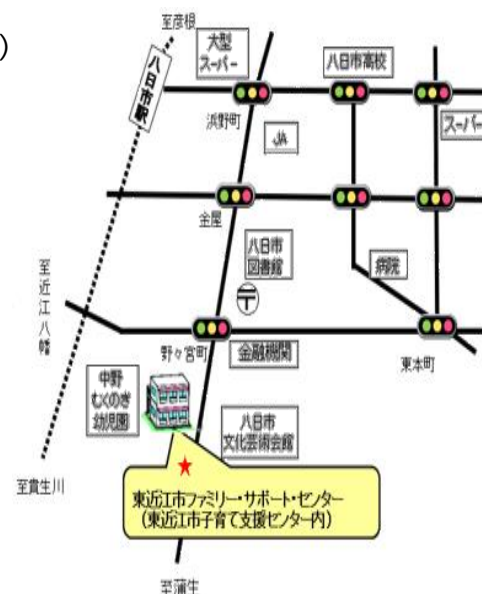 )
至彦根
大型
スーパー
八日市高校
八日市駅
浜野町
JA
スーパー
金屋
八日市
図書館
〒
病院
至近江八幡
野々宮町
金融機関
東本町
中野
むくのき
幼児園
八日市
文化芸術会館
至貴生川
東近江市ファミリー・サポート・センター
(東近江市子育て支援センター内)
至蒲生